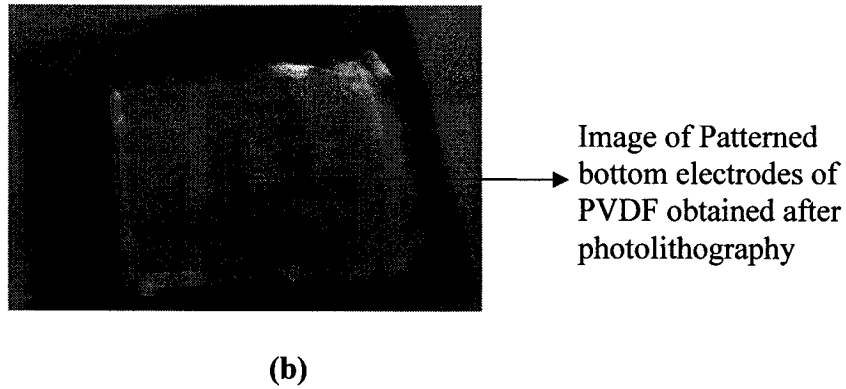 Image of Patterned
bottom electrodes of
PVDF obtained after
photolithography
(b)